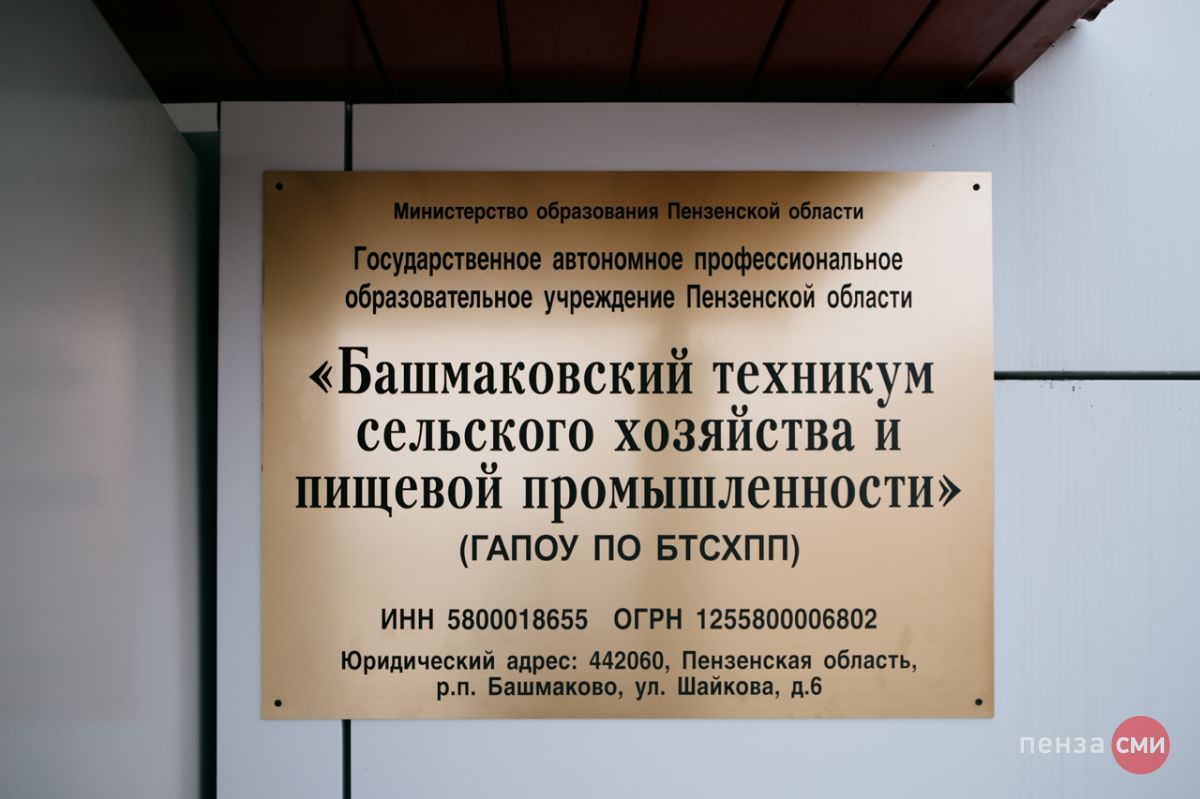 Министерство образования Пензенской области
Государственное автономное профессиональное
образовательное учреждение Пензенской области
«Башмаковский техникум
сельского хозяйства и
пищевой промышленности»
(ГАПОУ ПО БТСХПП)
ИНН 5800018655 ОГРН 1255800006802
Юридический адрес: 442060, Пензенская область,
р.п. Башмаково, ул. Шайкова, д.6
пенза сми